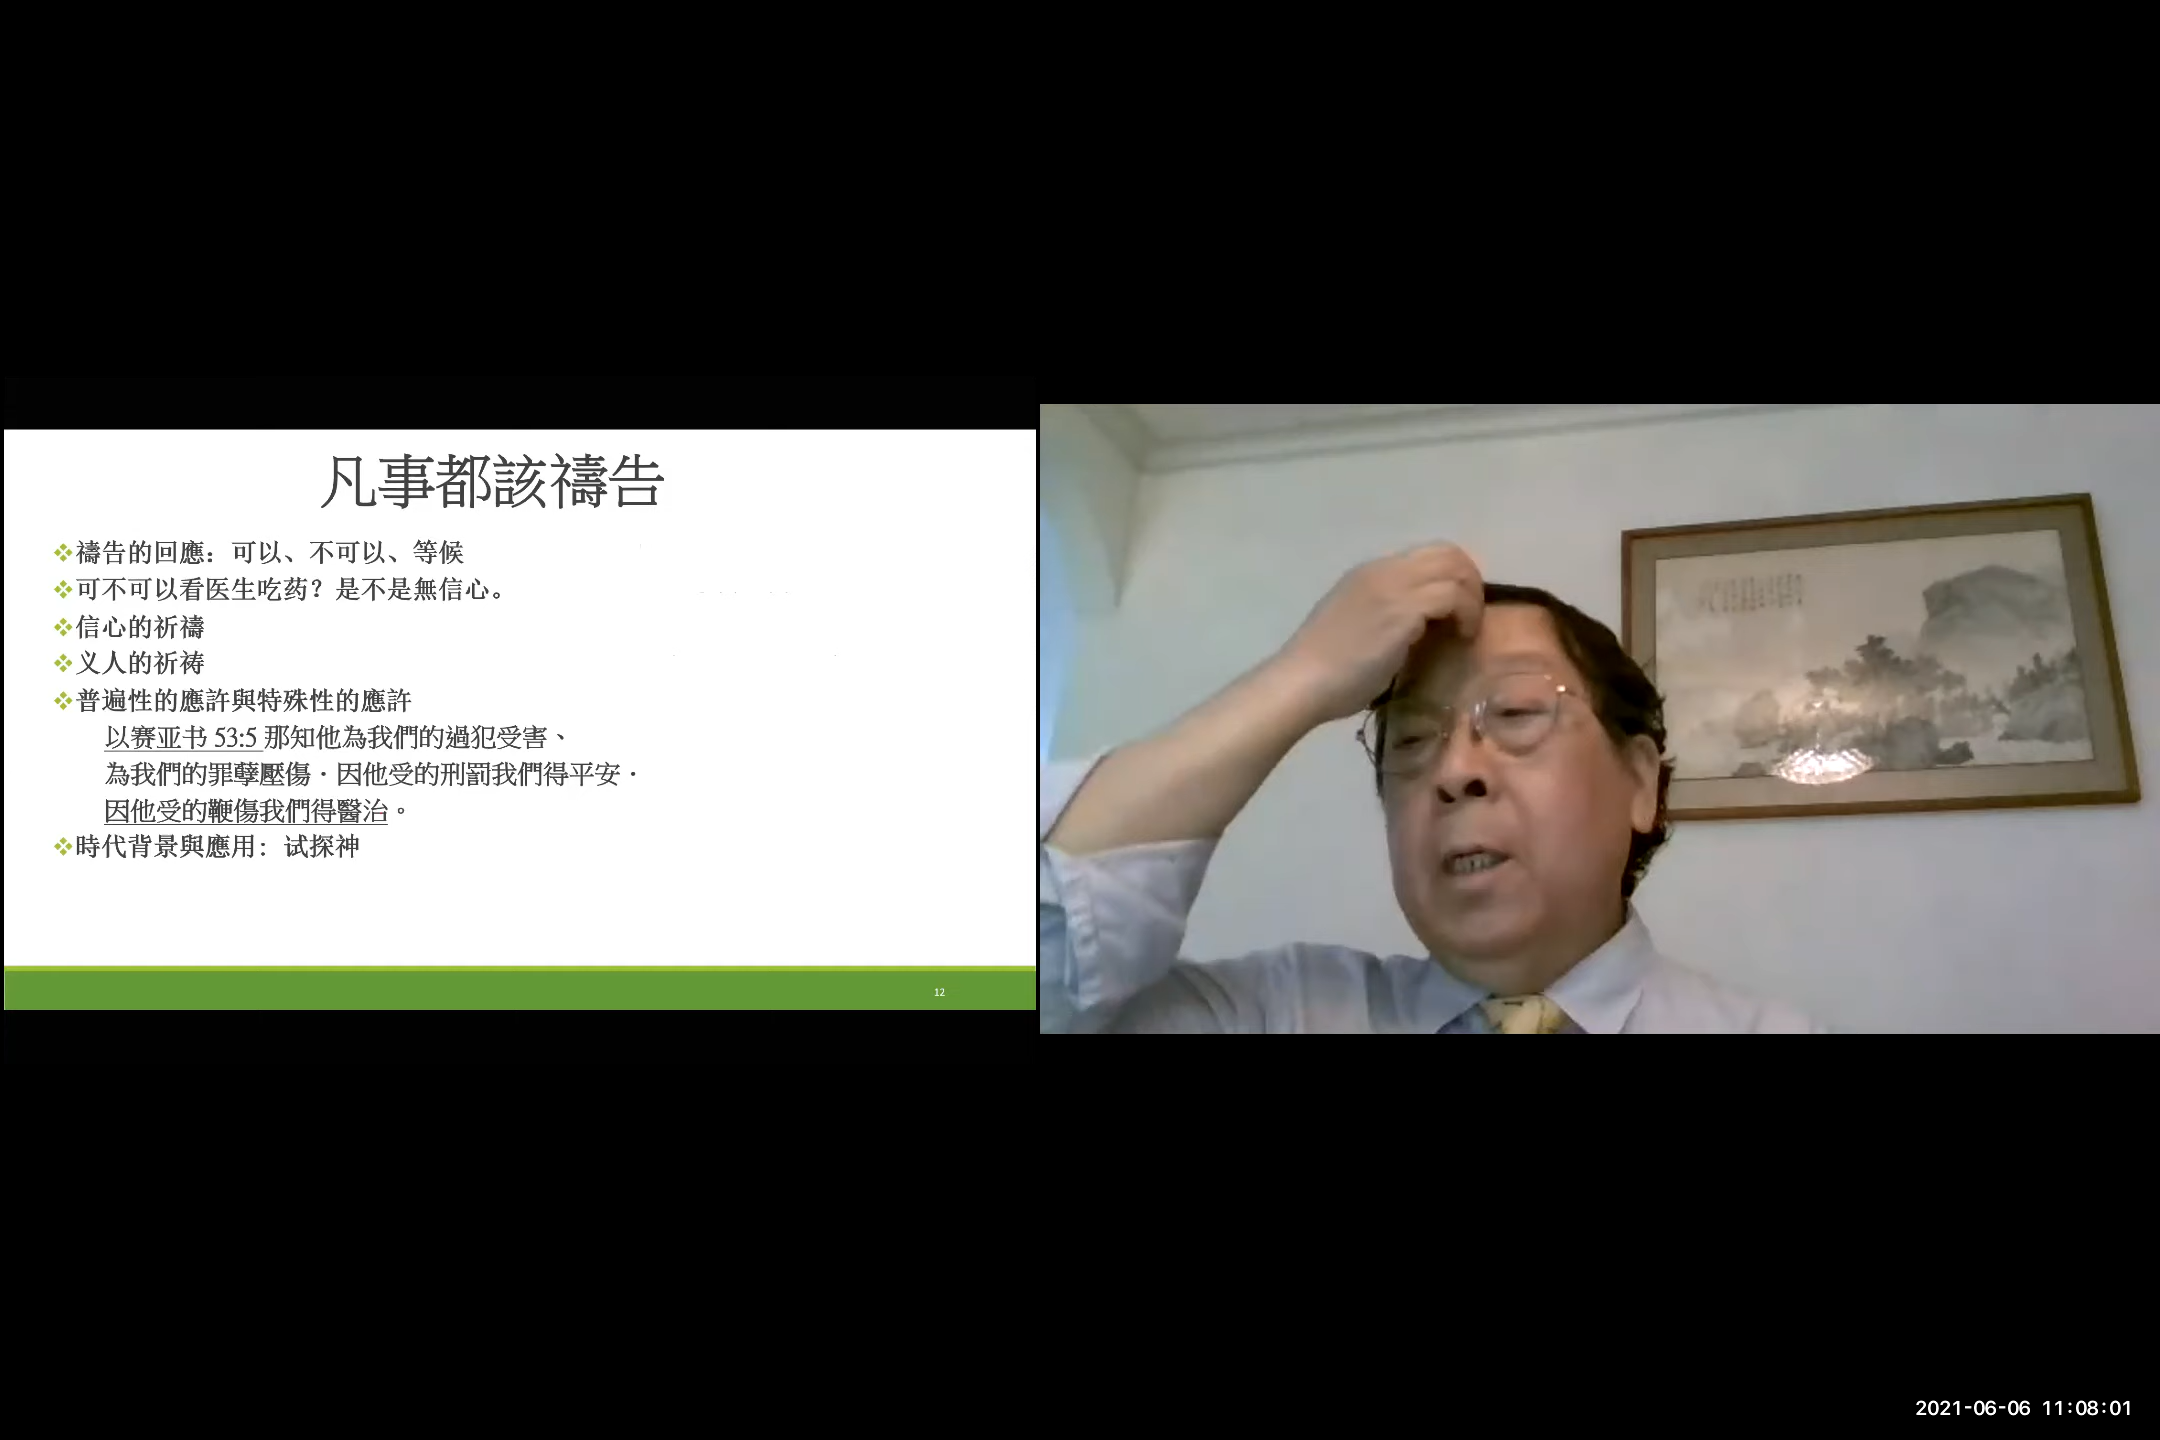 凡事都該禱告
禱告的回應：可以、不可以、等候
可不可以看医生吃药？是不是無信心。
信心的祈禱
义人的祈祷
普遍性的應許與特殊性的應許
以赛亚书 53:5 那知他為我們的過犯受害、
為我們的罪孽壓傷．因他受的刑罰我們得平安．
因他受的鞭傷我們得醫治。
時代背景與應用：试探神
12
2021-06-06 11:08:01